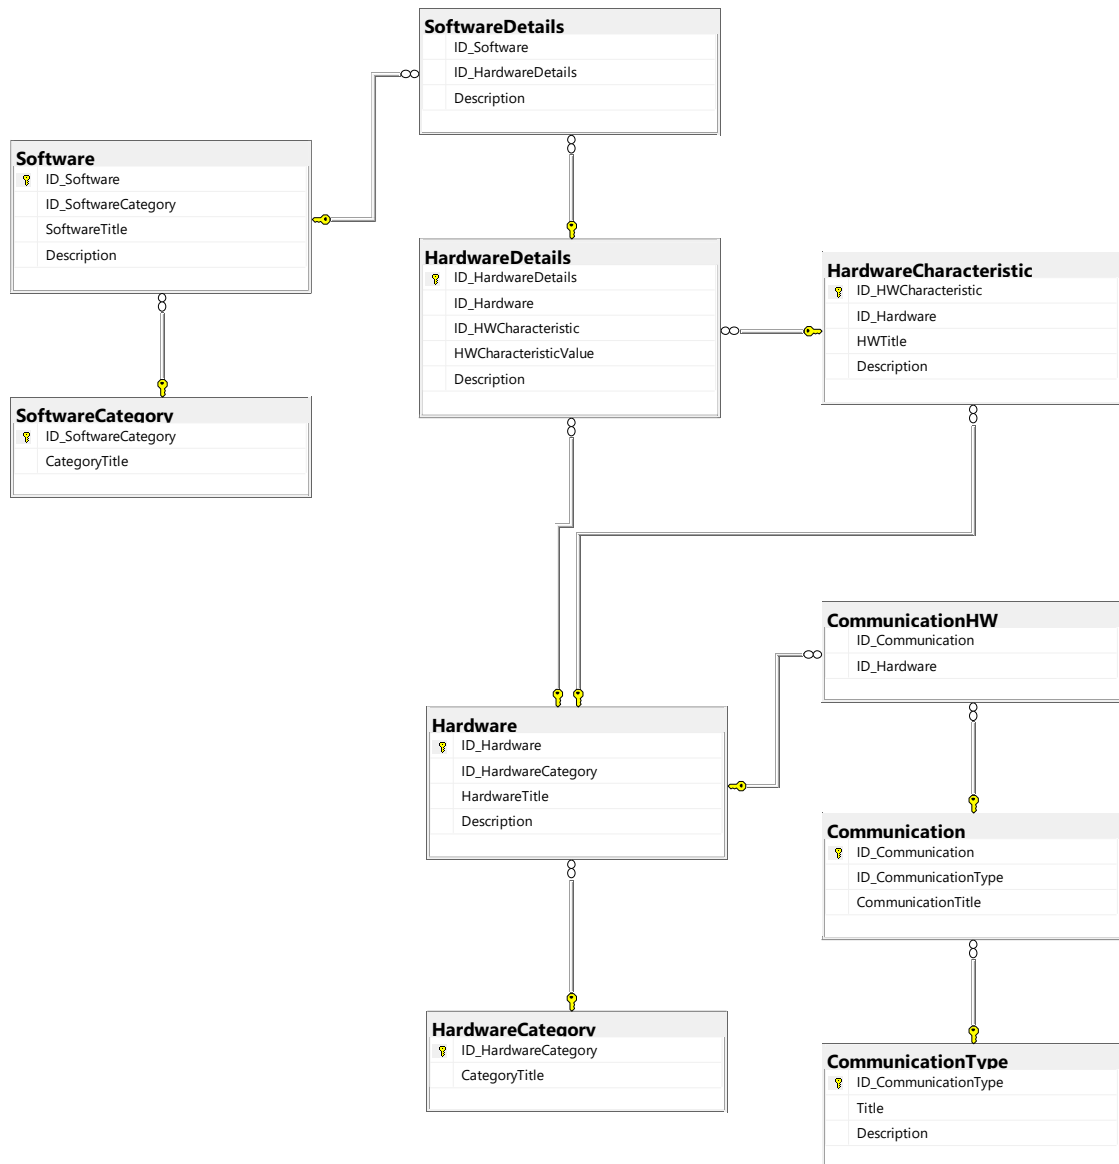 SoftwareDetails
ID_Software
ID_HardwareDetails
Description
Software
ID_Software
ID_SoftwareCategory
SoftwareTitle
Description
HardwareDetails
ID_HardwareDetails
ID_Hardware
ID_HWCharacteristic
HWCharacteristicValue
Description
HardwareCharacteristic
ID_HWCharacteristic
ID_Hardware
HWTitle
Description
SoftwareCategory
ID_SoftwareCategory
CategoryTitle
CommunicationHW
ID_Communication
ID_Hardware
Hardware
ID_Hardware
ID_HardwareCategory
HardwareTitle
Description
Communication
ID_Communication
ID_CommunicationType
CommunicationTitle
HardwareCategory
ID_HardwareCategory
CategoryTitle
CommunicationType
ID_CommunicationType
Title
Description